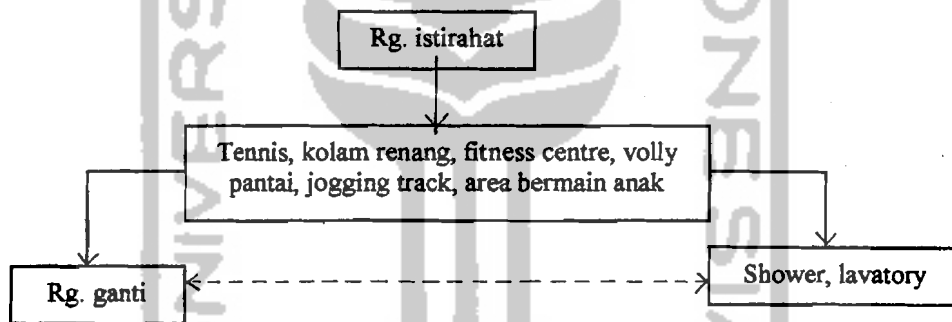 Rg. istirahat
Tennis, kolam renang, fitness centre, volly
pantai, jogging track, area bermain anak
Rg. ganti
Shower, lavatory